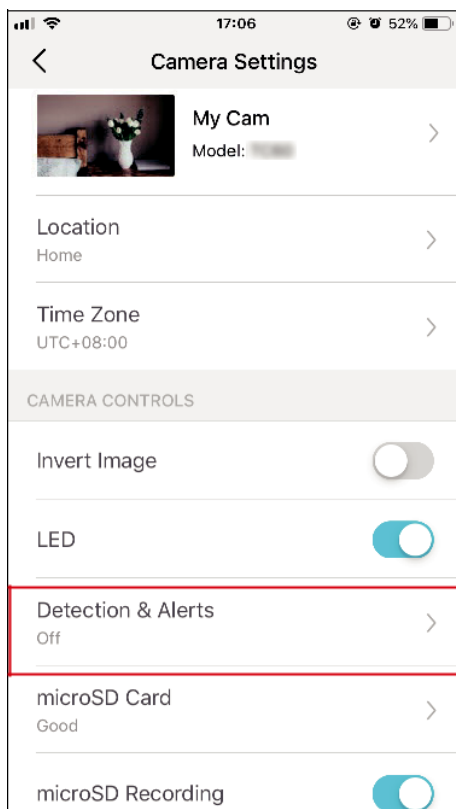 17:06
52%
Camera Settings
My Cam
Model:
Location
Home
Time Zone
UTC+08:00
CAMERA CONTROLS
Invert Image
LED
Detection & Alerts
Off
microSD Card
Good
microSD Recording